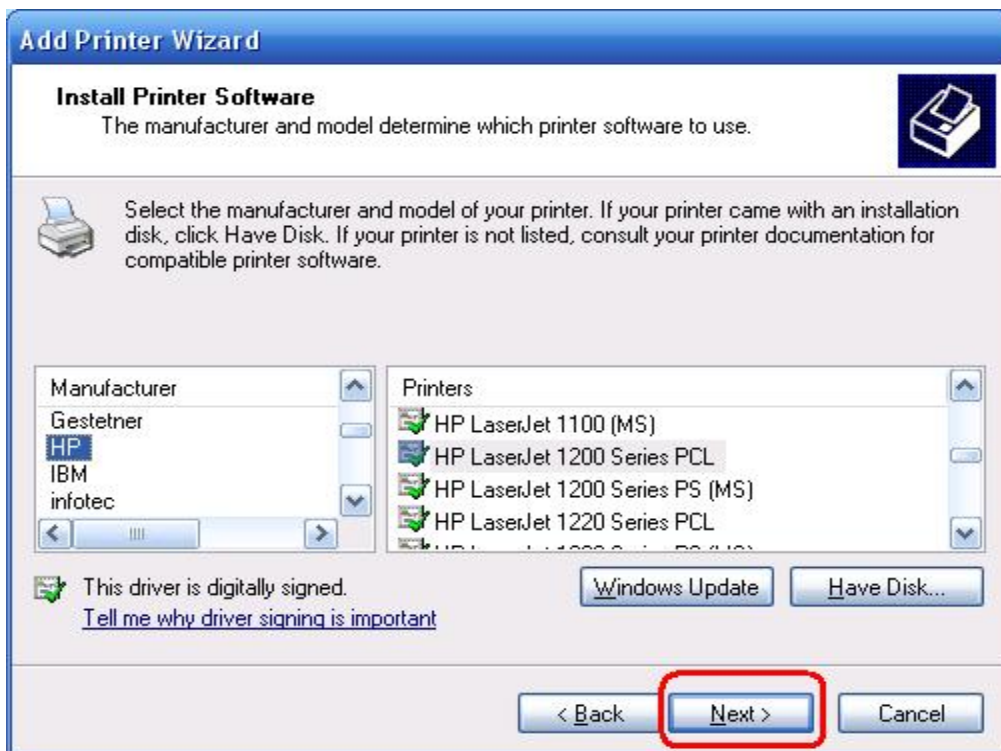 Add Printer Wizard
Install Printer Software
The manufacturer and model determine which printer software to use.
Select the manufacturer and model of your printer. If your printer came with an installation
disk, click Have Disk. If your printer is not listed, consult your printer documentation for
compatible printer software.
Manufacturer
Gestetner
HP
IBM
infotec
Printers
HP LaserJet 1100 (MS)
HP LaserJet 1200 Series PCL
HP LaserJet 1200 Series PS (MS)
HP LaserJet 1220 Series PCL
This driver is digitally signed.
Tell me why driver signing is important
Windows Update
Have Disk...
< Back
Next >
Cancel